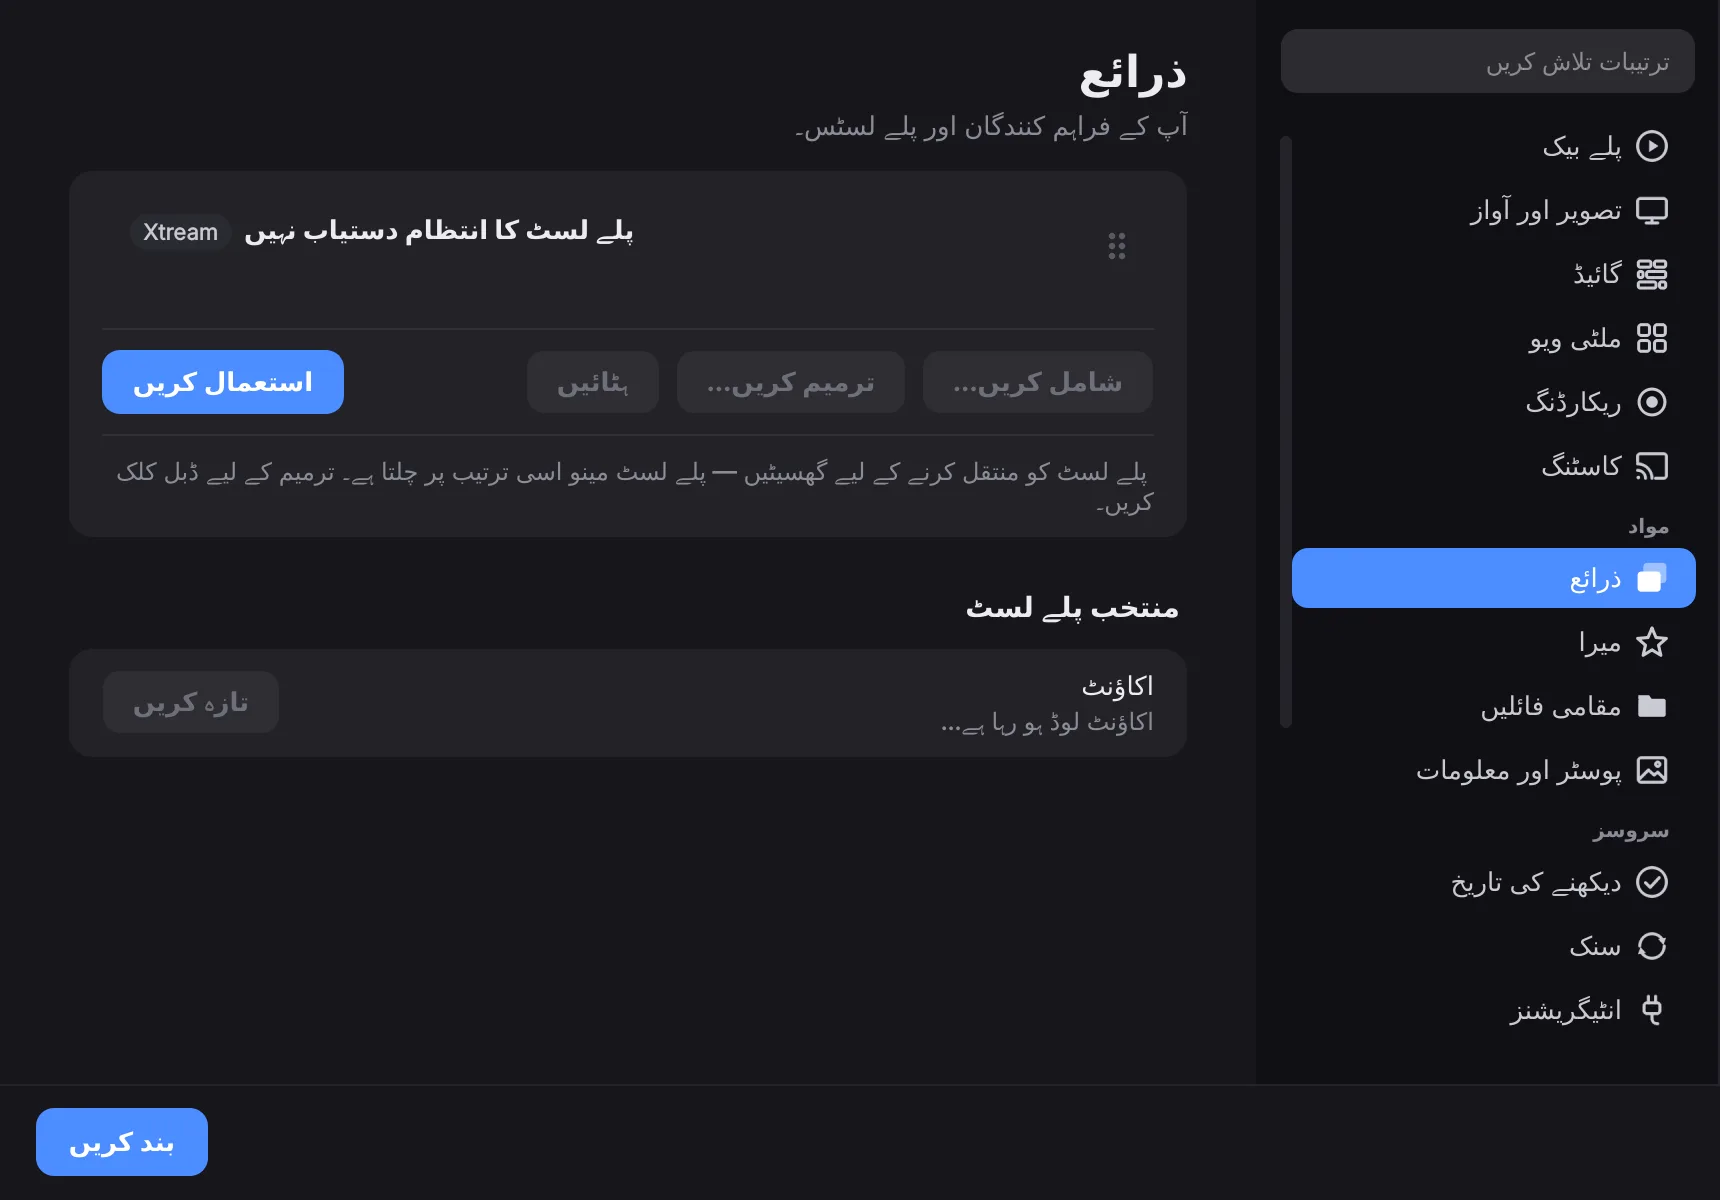 ترتیبات تلاش کریں
پلے بیک
تصویر اور آواز
گائیڈ
ملٹی ویو
ریکارڈنگ
کاسٹنگ
مواد
ذرائع
میرا
مقامی فائلیں
پوسٹر اور معلومات
سروسز
دیکھنے کی تاریخ
سنک
انٹیگریشنز
ذرائع
آپ کے فراہم کنندگان اور پلے لسٹس۔
پلے لسٹ کا انتظام دستیاب نہیں Xtream
شامل کریں... ترمیم کریں... ہٹائیں استعمال کریں
پلے لسٹ کو منتقل کرنے کے لیے گھسیٹیں — پلے لسٹ مینو اسی ترتیب پر چلتا ہے۔ ترمیم کے لیے ڈبل کلک
کریں۔
منتخب پلے لسٹ
اکاؤنٹ
اکاؤنٹ لوڈ ہو رہا ہے...
تازہ کریں
بند کریں